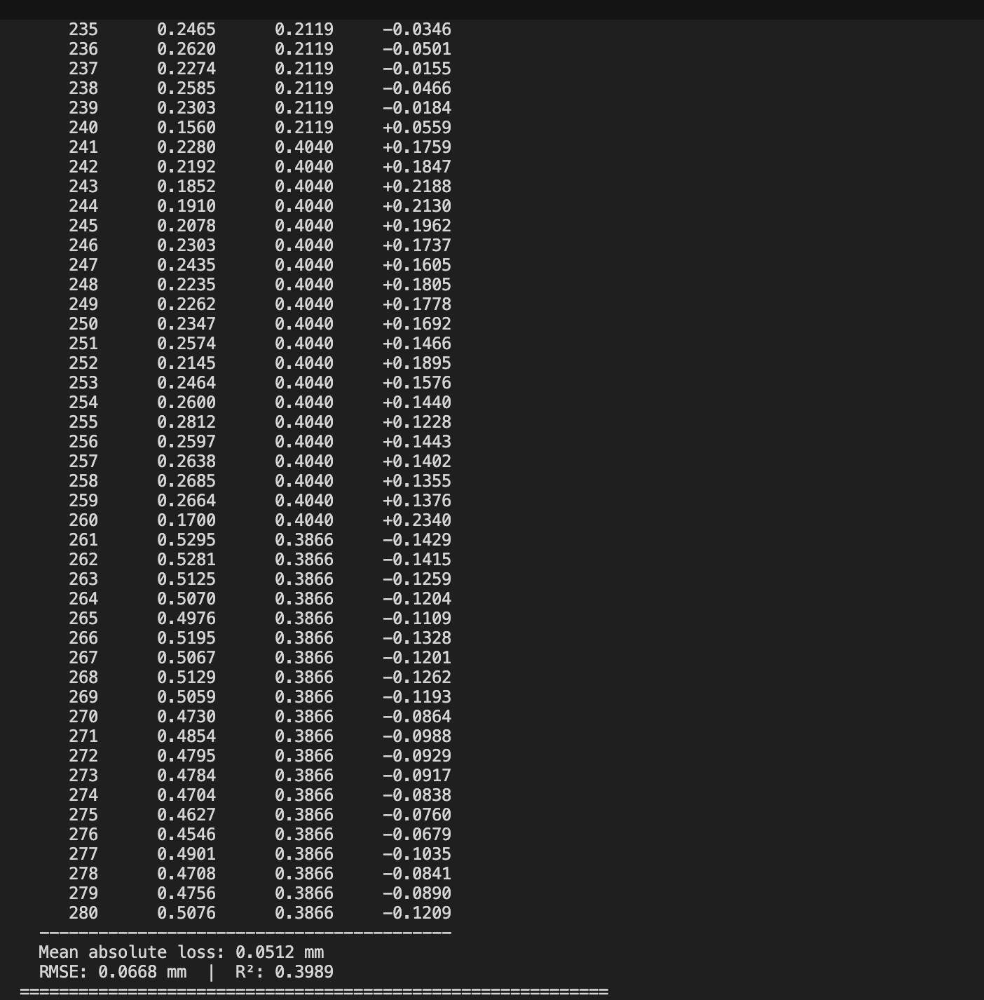 235 0.2465 0.2119 −0.0346
236 0.2620 0.2119 −0.0501
237 0.2274 0.2119 −0.0155
238 0.2585 0.2119 −0.0466
239 0.2303 0.2119 −0.0184
240 0.1560 0.2119 +0.0559
241 0.2280 0.4040 +0.1759
242 0.2192 0.4040 +0.1847
243 0.1852 0.4040 +0.2188
244 0.1910 0.4040 +0.2130
245 0.2078 0.4040 +0.1962
246 0.2303 0.4040 +0.1737
247 0.2435 0.4040 +0.1605
248 0.2235 0.4040 +0.1805
249 0.2262 0.4040 +0.1778
250 0.2347 0.4040 +0.1692
251 0.2574 0.4040 +0.1466
252 0.2145 0.4040 +0.1895
253 0.2464 0.4040 +0.1576
254 0.2600 0.4040 +0.1440
255 0.2812 0.4040 +0.1228
256 0.2597 0.4040 +0.1443
257 0.2638 0.4040 +0.1402
258 0.2685 0.4040 +0.1355
259 0.2664 0.4040 +0.1376
260 0.1700 0.4040 +0.2340
261 0.5295 0.3866 −0.1429
262 0.5281 0.3866 −0.1415
263 0.5125 0.3866 −0.1259
264 0.5070 0.3866 −0.1204
265 0.4976 0.3866 −0.1109
266 0.5195 0.3866 −0.1328
267 0.5067 0.3866 −0.1201
268 0.5129 0.3866 −0.1262
269 0.5059 0.3866 −0.1193
270 0.4730 0.3866 −0.0864
271 0.4854 0.3866 −0.0988
272 0.4795 0.3866 −0.0929
273 0.4784 0.3866 −0.0917
274 0.4704 0.3866 −0.0838
275 0.4627 0.3866 −0.0760
276 0.4546 0.3866 −0.0679
277 0.4901 0.3866 −0.1035
278 0.4708 0.3866 −0.0841
279 0.4756 0.3866 −0.0890
280 0.5076 0.3866 −0.1209
------------------------------------------
Mean absolute loss: 0.0512 mm
RMSE: 0.0668 mm | R²: 0.3989
============================================================